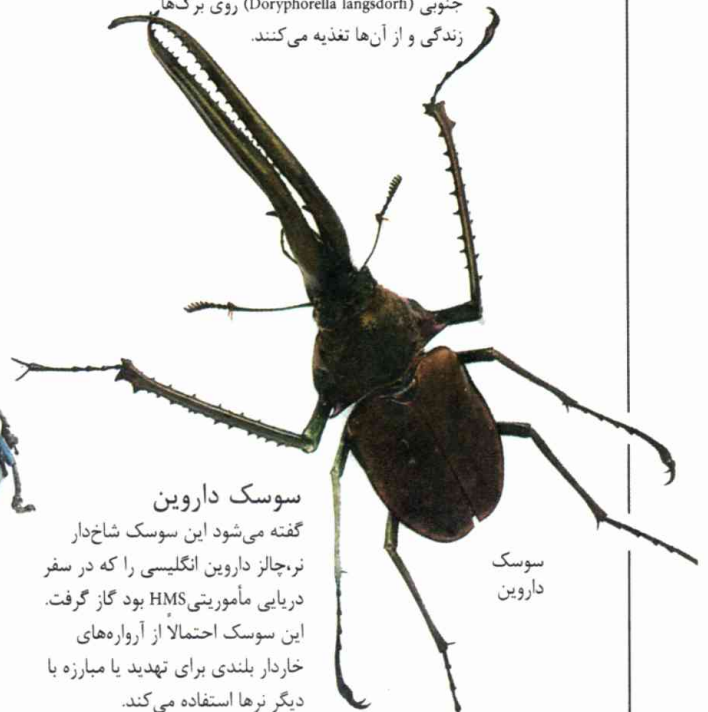 جنوبی (Doryphorella langsdorfi) روی برگ‌ها
زندگی و از آن‌ها تغذیه می‌کنند.
سوسک داروین
گفته می‌شود این سوسک شاخ‌دار
نر،چالز داروین انگلیسی را که در سفر
دریایی مأموریتیHMS بود گاز گرفت.
این سوسک احتمالاً از آرواره‌های
خاردار بلندی برای تهدید یا مبارزه با
دیگر نرها استفاده می‌کند.
سوسک
داروین